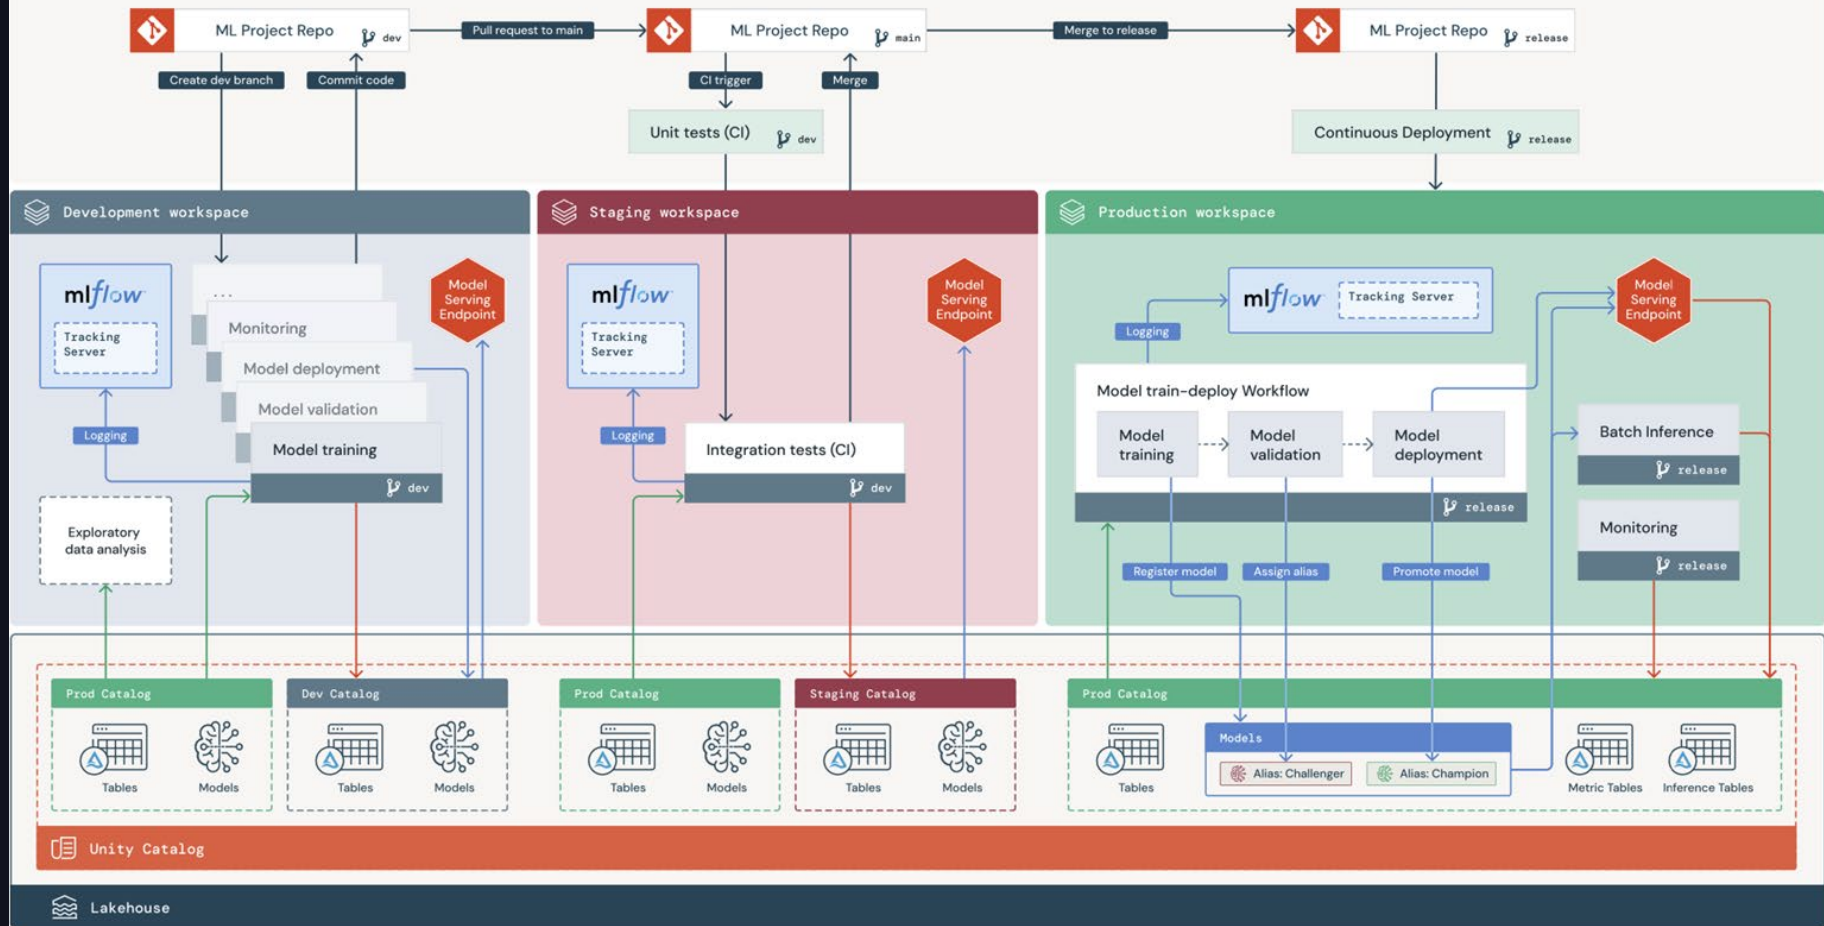 ML Project Repo
dev
Pull request to main
ML Project Repo
main
Merge to release
ML Project Repo
release
Create dev branch
Commit code
CI trigger
Merge
Unit tests (CI)
dev
Continuous Deployment
release
Development workspace
Staging workspace
Production workspace
mlflow
Tracking
Server
...
Monitoring
Model deployment
Model validation
Model training
dev
Model
Serving
Endpoint
Logging
Exploratory
data analysis
mlflow
Tracking
Server
Logging
Integration tests (CI)
dev
Model
Serving
Endpoint
mlflow
Tracking Server
Logging
Model
Serving
Endpoint
Model train-deploy Workflow
Model
training
Model
validation
Model
deployment
release
Batch Inference
release
Monitoring
release
Register model
Assign alias
Promote model
Prod Catalog
Tables
Models
Dev Catalog
Tables
Models
Prod Catalog
Tables
Models
Staging Catalog
Tables
Models
Prod Catalog
Tables
Models
Alias: Challenger
Alias: Champion
Metric Tables
Inference Tables
Unity Catalog
Lakehouse